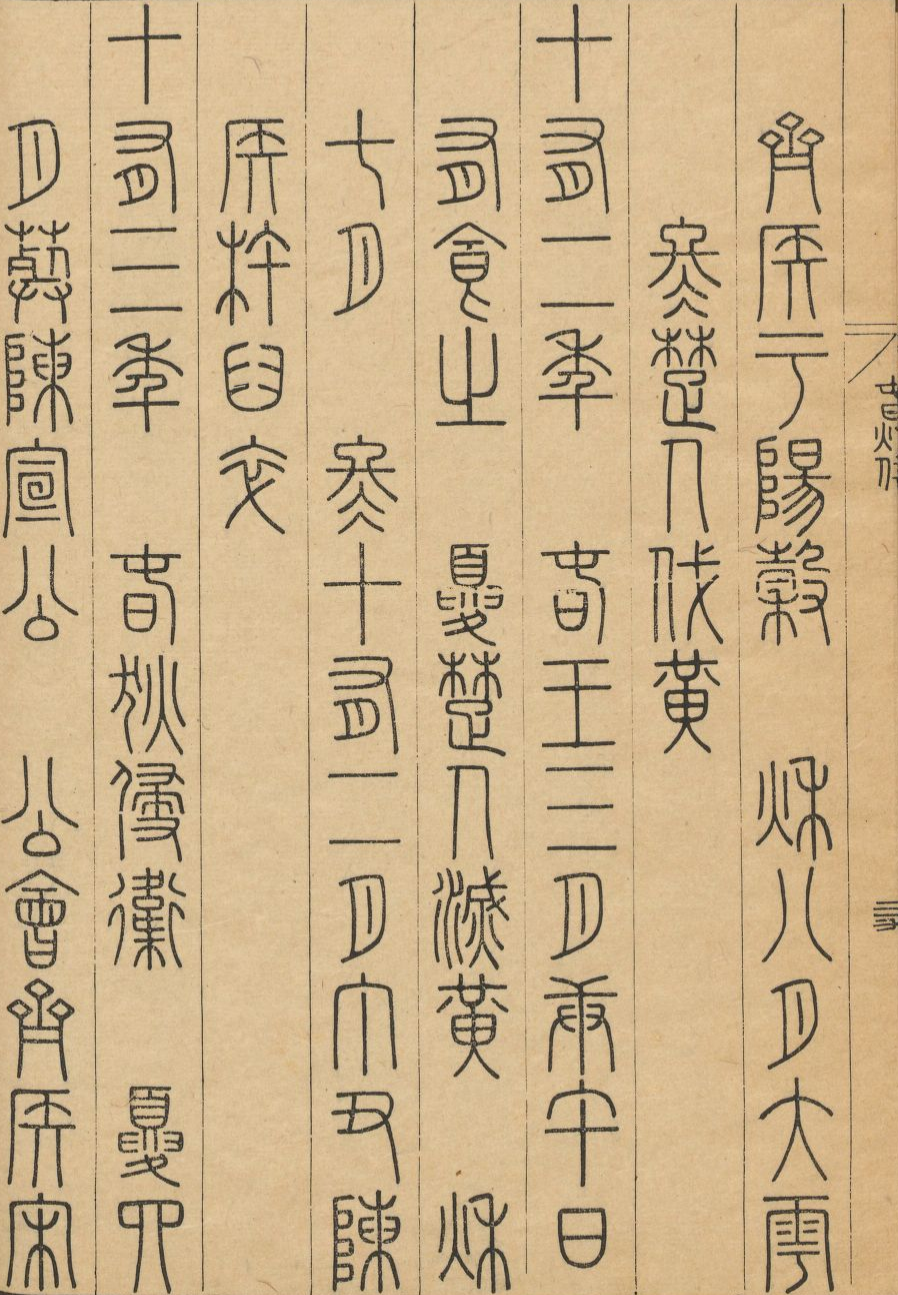 春秋
齊侯于陽穀　秋八月大雩
冬楚人伐黃
十有二年　春王三月庚午日
有食之　夏楚人滅黃　秋
七月　冬十有二月丁丑陳
侯杵臼卒
十有三年　春狄侵衛　夏四
月葬陳宣公　公會齊侯宋